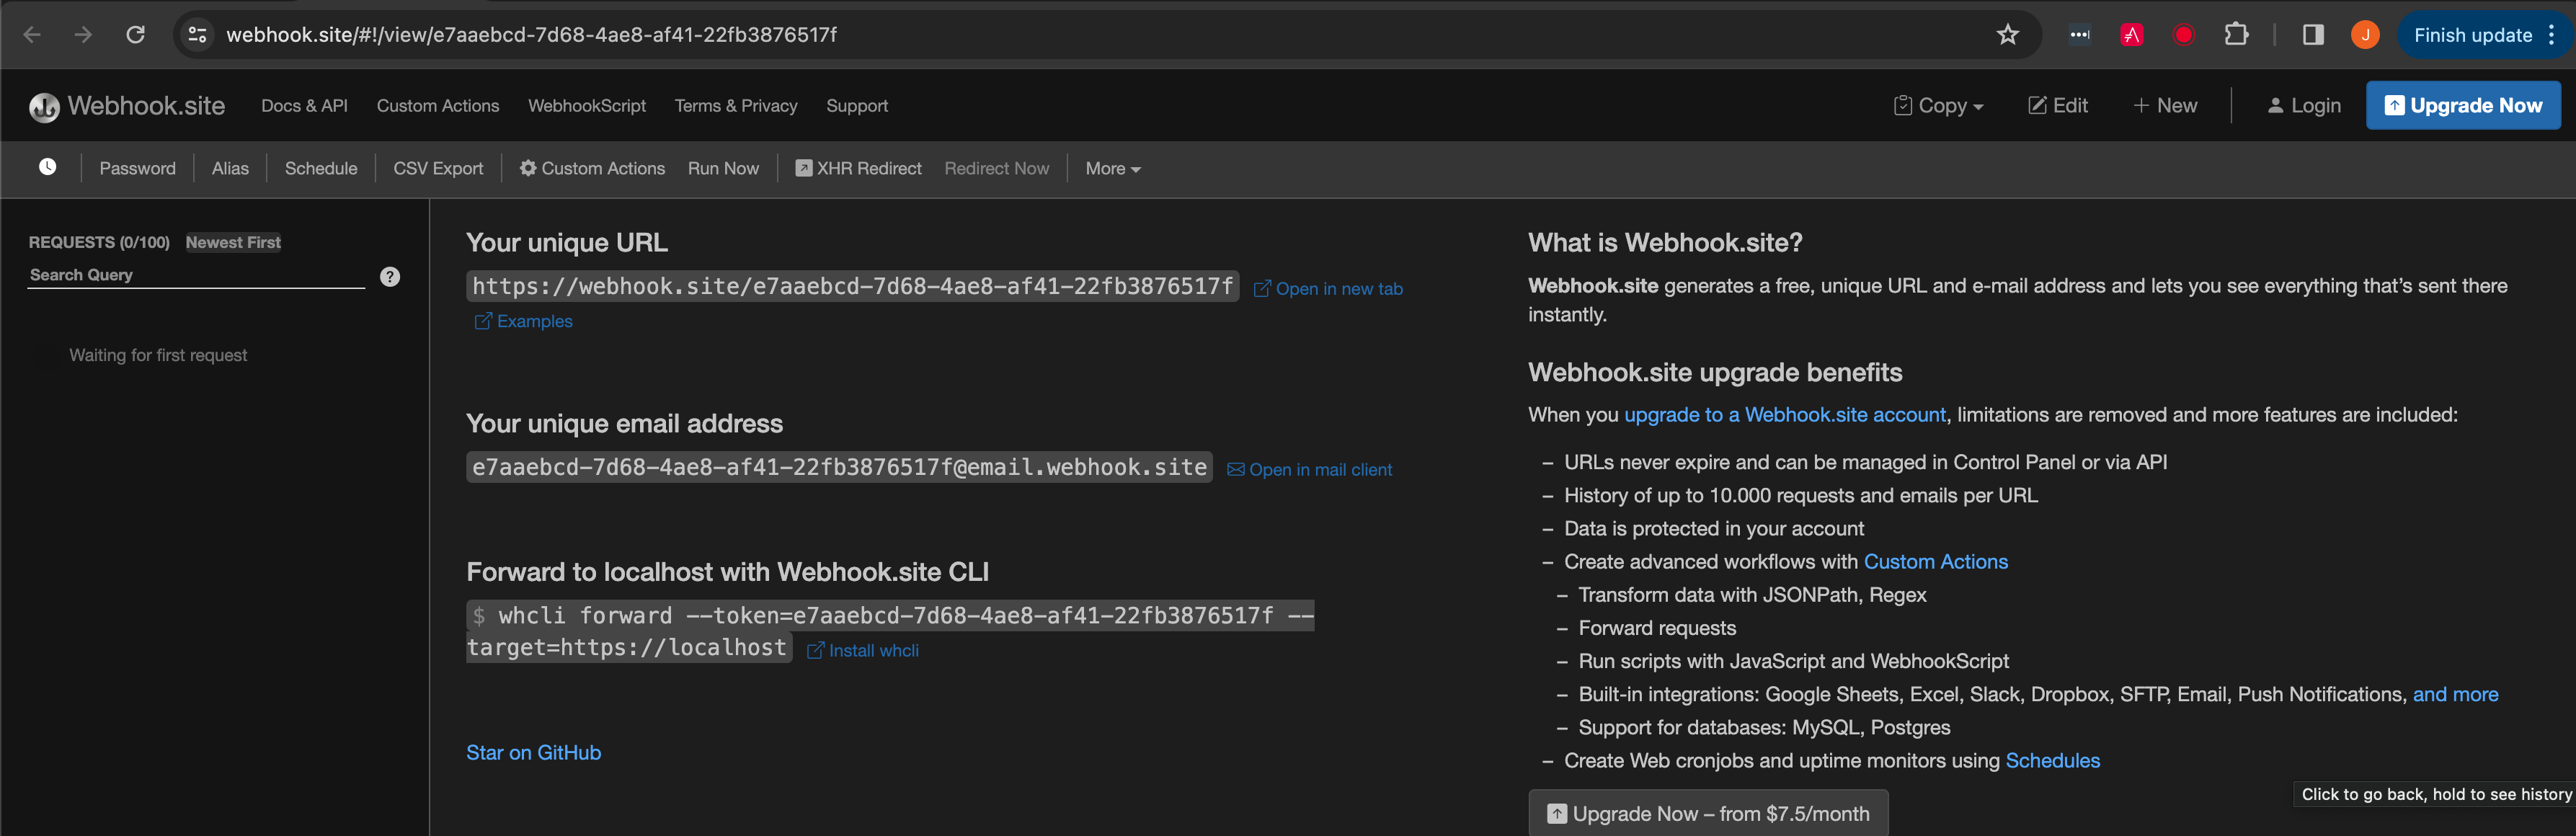 webhook.site/#!/view/e7aaebcd-7d68-4ae8-af41-22fb3876517f
J
Finish update
Webhook.site
Docs & API
Custom Actions
WebhookScript
Terms & Privacy
Support
Copy
Edit
New
Login
Upgrade Now
Password
Alias
Schedule
CSV Export
Custom Actions
Run Now
XHR Redirect
Redirect Now
More
REQUESTS (0/100) Newest First
Search Query
?
Waiting for first request
Your unique URL
https://webhook.site/e7aaebcd-7d68-4ae8-af41-22fb3876517f Open in new tab
Examples
Your unique email address
e7aaebcd-7d68-4ae8-af41-22fb3876517f@email.webhook.site Open in mail client
Forward to localhost with Webhook.site CLI
$ whcli forward --token=e7aaebcd-7d68-4ae8-af41-22fb3876517f --
target=https://localhost Install whcli
Star on GitHub
What is Webhook.site?
Webhook.site generates a free, unique URL and e-mail address and lets you see everything that’s sent there
instantly.
Webhook.site upgrade benefits
When you upgrade to a Webhook.site account, limitations are removed and more features are included:
– URLs never expire and can be managed in Control Panel or via API
– History of up to 10.000 requests and emails per URL
– Data is protected in your account
– Create advanced workflows with Custom Actions
– Transform data with JSONPath, Regex
– Forward requests
– Run scripts with JavaScript and WebhookScript
– Built-in integrations: Google Sheets, Excel, Slack, Dropbox, SFTP, Email, Push Notifications, and more
– Support for databases: MySQL, Postgres
– Create Web cronjobs and uptime monitors using Schedules
Upgrade Now – from $7.5/month
Click to go back, hold to see history